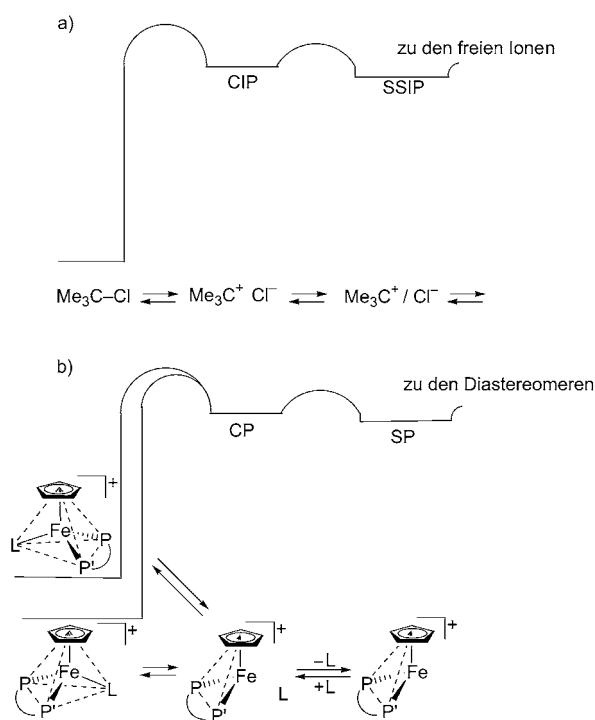 a)
zu den freien Ionen
CIP
SSIP
Me₃C–Cl ⇌ Me₃C⁺ Cl⁻ ⇌ Me₃C⁺ / Cl⁻ ⇌
b)
zu den Diastereomeren
CP
SP
+
Fe
L
P
P'
+
+
+
Fe
P
L
P'
Fe
P
L
P'
–L
+L
Fe
P
P'